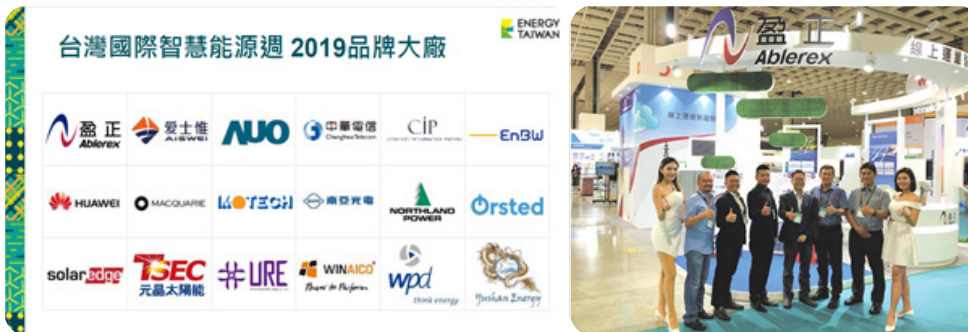 ENERGY
TAIWAN
台灣國際智慧能源週 2019品牌大廠
盈正
Ablerex
爱士惟
AISWEI
AUO
中華電信
Chunghwa Telecom
CIP
EnBW
HUAWEI
MACQUARIE
MOTECH
南亞光電
NORTHLAND
POWER
Ørsted
solaredge
TSEC
元晶太陽能
URE
WINAICO
Power to Perform
wpd
think energy
Yushan Energy
盈正
Ablerex